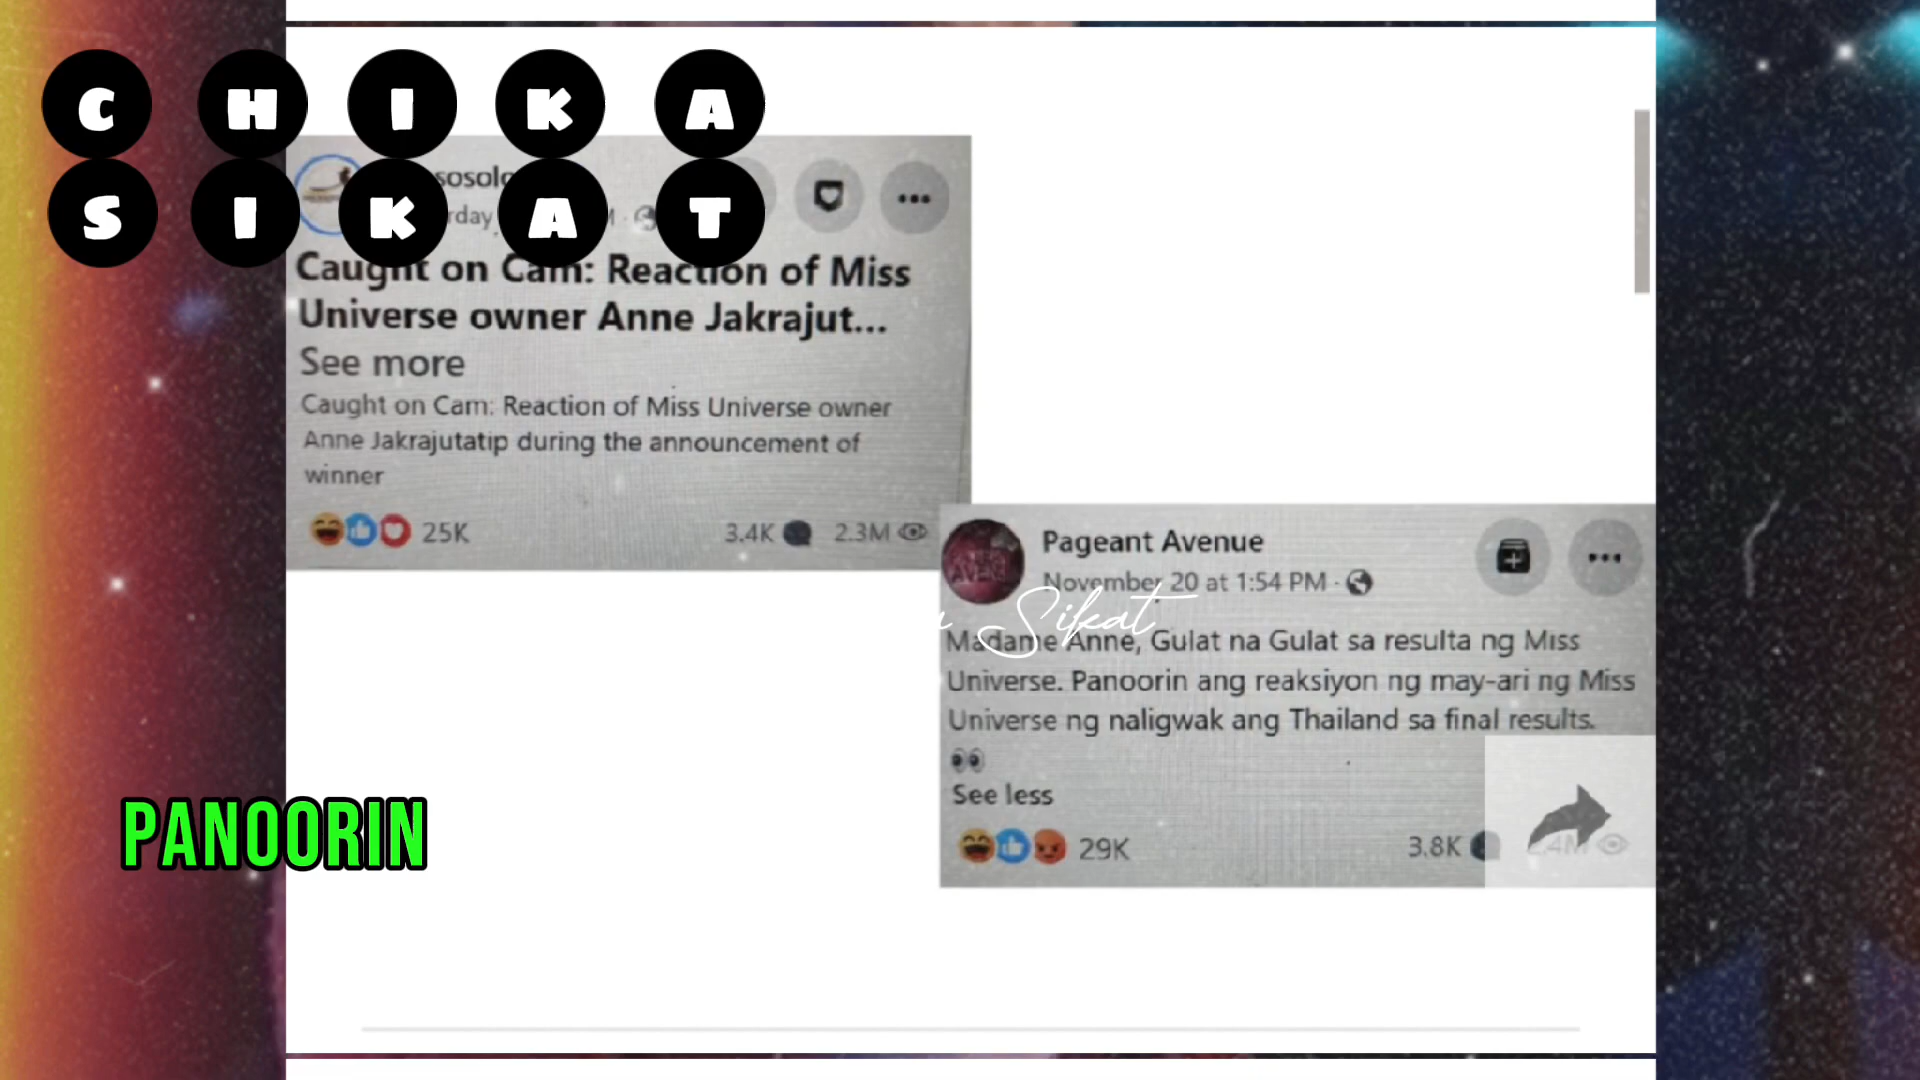 CHIKA
SIKAT
Caught on Cam: Reaction of Miss
Universe owner Anne Jakrajut...
See more
Caught on Cam: Reaction of Miss Universe owner
Anne Jakrajutatip during the announcement of
winner
25K 3.4K 2.3M
Pageant Avenue
November 20 at 1:54 PM ·
Sikat
Madame Anne, Gulat na Gulat sa resulta ng Miss
Universe. Panoorin ang reaksiyon ng may-ari ng Miss
Universe ng naligwak ang Thailand sa final results.
👀
See less
29K 3.8K
PANOORIN